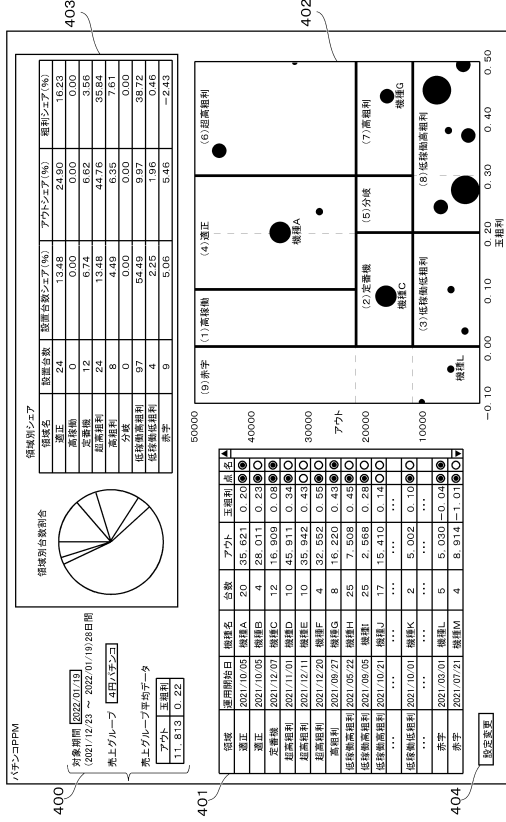 パチンコPPM
400
対象期間 2022/01/19
(2021/12/23 ～ 2022/01/19) 28日間
売上グループ 4円パチンコ
売上グループ平均データ
アウト 玉粗利
11.813 0.22
領域別台数割合
403
領域別シェア
領域名 設置台数 設置台数シェア(%) アウトシェア(%) 粗利シェア(%)
適正 24 13.48 24.90 16.23
高稼働 0 0.00 0.00 0.00
定番機 12 6.74 6.62 3.56
超高粗利 24 13.48 44.76 35.84
高粗利 8 4.49 6.35 7.61
分岐 0 0.00 0.00 0.00
低稼働高粗利 97 54.49 9.97 38.72
低稼働低粗利 4 2.25 1.96 0.46
赤字 9 5.06 5.46 -2.43
401
領域 運用開始日 機種名 台数 アウト 玉粗利 点 名
適正 2021/10/05 機種A 20 35.621 0.20
適正 2021/10/05 機種B 4 28.011 0.23
定番機 2021/12/07 機種C 12 16.909 0.08
超高粗利 2021/11/01 機種D 10 45.911 0.34
超高粗利 2021/12/11 機種E 10 35.942 0.43
超高粗利 2021/12/20 機種F 4 32.552 0.55
高粗利 2021/09/27 機種G 8 16.220 0.43
低稼働高粗利 2021/05/22 機種H 25 7.508 0.45
低稼働高粗利 2021/09/05 機種I 25 2.568 0.28
低稼働高粗利 2021/10/21 機種J 17 15.410 0.14
… … … … … …
低稼働低粗利 2021/10/01 機種K 2 5.002 0.10
… … … … … …
赤字 2021/03/01 機種L 5 5.030 -0.04
赤字 2021/07/21 機種M 4 8.914 -1.01
404
設定変更
402
50000
40000
30000
アウト
20000
10000
(9)赤字
(1)高稼働
(4)適正
(6)超高粗利
機種A
(2)定番機
機種C
(5)分岐
(7)高粗利
機種G
(3)低稼働低粗利
(8)低稼働高粗利
機種L
-0.10 0.00 0.10 0.20 0.30 0.40 0.50
玉粗利